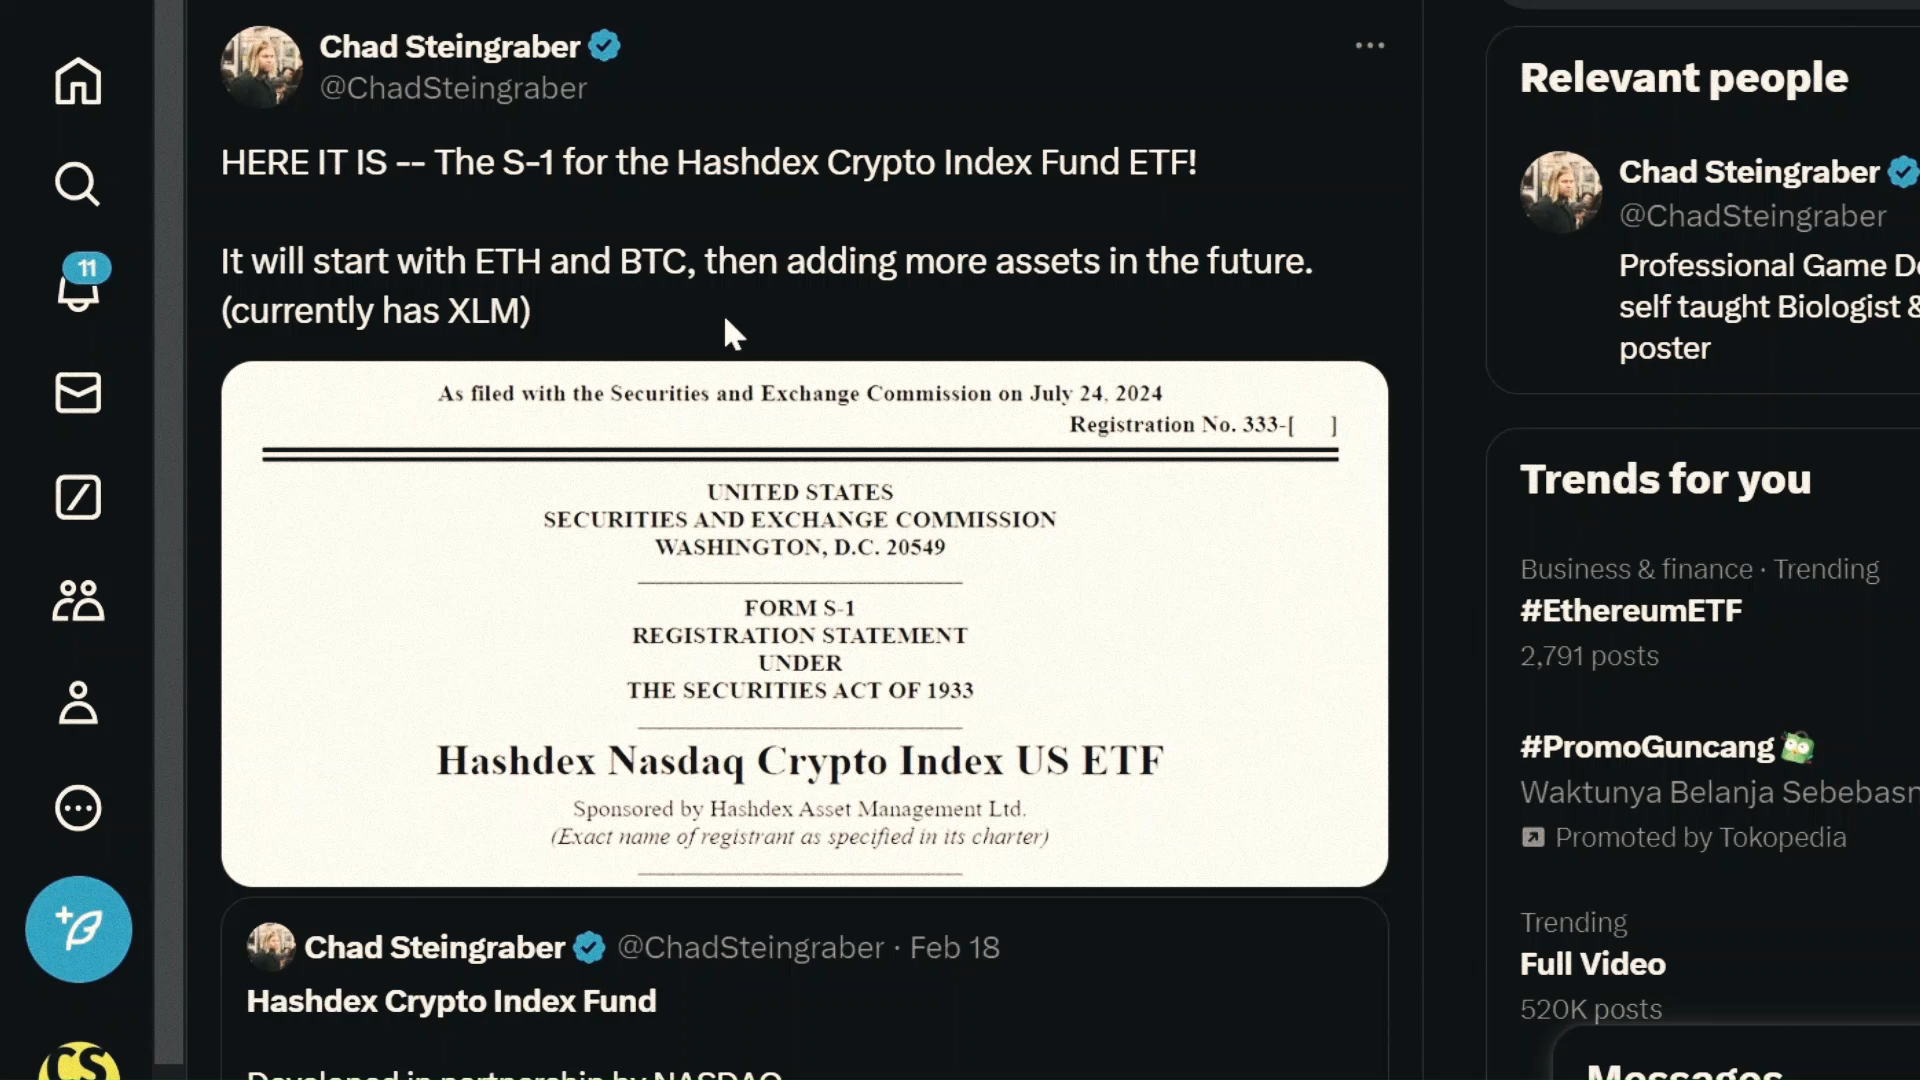 Chad Steingraber
@ChadSteingraber
HERE IT IS -- The S-1 for the Hashdex Crypto Index Fund ETF!
It will start with ETH and BTC, then adding more assets in the future.
(currently has XLM)
As filed with the Securities and Exchange Commission on July 24, 2024
Registration No. 333-[ ]
UNITED STATES
SECURITIES AND EXCHANGE COMMISSION
WASHINGTON, D.C. 20549
FORM S-1
REGISTRATION STATEMENT
UNDER
THE SECURITIES ACT OF 1933
Hashdex Nasdaq Crypto Index US ETF
Sponsored by Hashdex Asset Management Ltd.
(Exact name of registrant as specified in its charter)
Chad Steingraber @ChadSteingraber · Feb 18
Hashdex Crypto Index Fund
Developed in partnership by NASDAQ
11
CS
Relevant people
Chad Steingraber
@ChadSteingraber
Professional Game
self taught Biologist &
poster
Trends for you
Business & finance · Trending
#EthereumETF
2,791 posts
#PromoGuncang
Waktunya Belanja
Promoted by Tokopedia
Trending
Full Video
520K posts
Messages